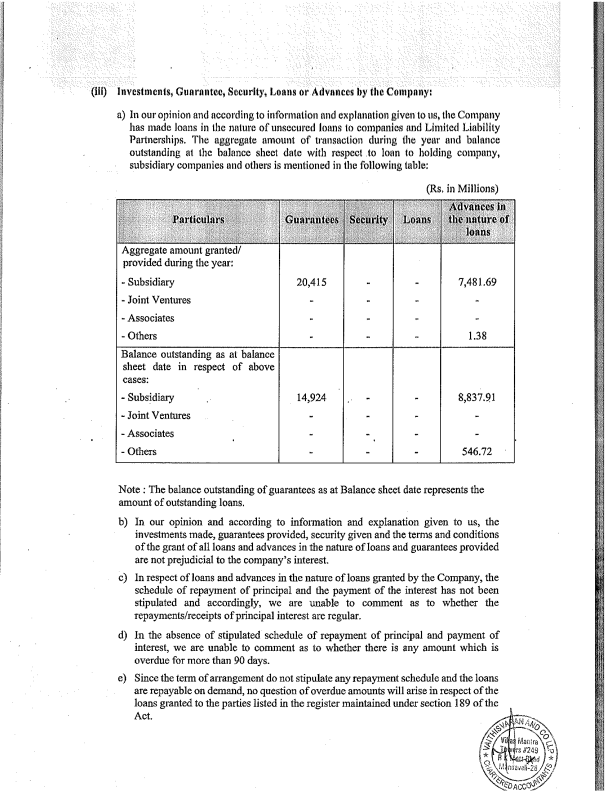 (iii) Investments, Guarantee, Security, Loans or Advances by the Company:
a) In our opinion and according to information and explanation given to us, the Company
has made loans in the nature of unsecured loans to companies and Limited Liability
Partnerships. The aggregate amount of transaction during the year and balance
outstanding at the balance sheet date with respect to loan to holding company,
subsidiary companies and others is mentioned in the following table:
(Rs. in Millions)
Particulars Guarantees Security Loans Advances in
the nature of
loans
Aggregate amount granted/
provided during the year:
- Subsidiary 20,415 - - 7,481.69
- Joint Ventures - - - -
- Associates - - - -
- Others - - - 1.38
Balance outstanding as at balance
sheet date in respect of above
cases:
- Subsidiary 14,924 - - 8,837.91
- Joint Ventures - - - -
- Associates - - - -
- Others - - - 546.72
Note : The balance outstanding of guarantees as at Balance sheet date represents the
amount of outstanding loans.
b) In our opinion and according to information and explanation given to us, the
investments made, guarantees provided, security given and the terms and conditions
of the grant of all loans and advances in the nature of loans and guarantees provided
are not prejudicial to the company's interest.
c) In respect of loans and advances in the nature of loans granted by the Company, the
schedule of repayment of principal and the payment of the interest has not been
stipulated and accordingly, we are unable to comment as to whether the
repayments/receipts of principal interest are regular.
d) In the absence of stipulated schedule of repayment of principal and payment of
interest, we are unable to comment as to whether there is any amount which is
overdue for more than 90 days.
e) Since the term of arrangement do not stipulate any repayment schedule and the loans
are repayable on demand, no question of overdue amounts will arise in respect of the
loans granted to the parties listed in the register maintained under section 189 of the
Act.
VAITHISVARAN AND CO LLP
Mantra
Towers #249
CHARTERED ACCOUNTANTS